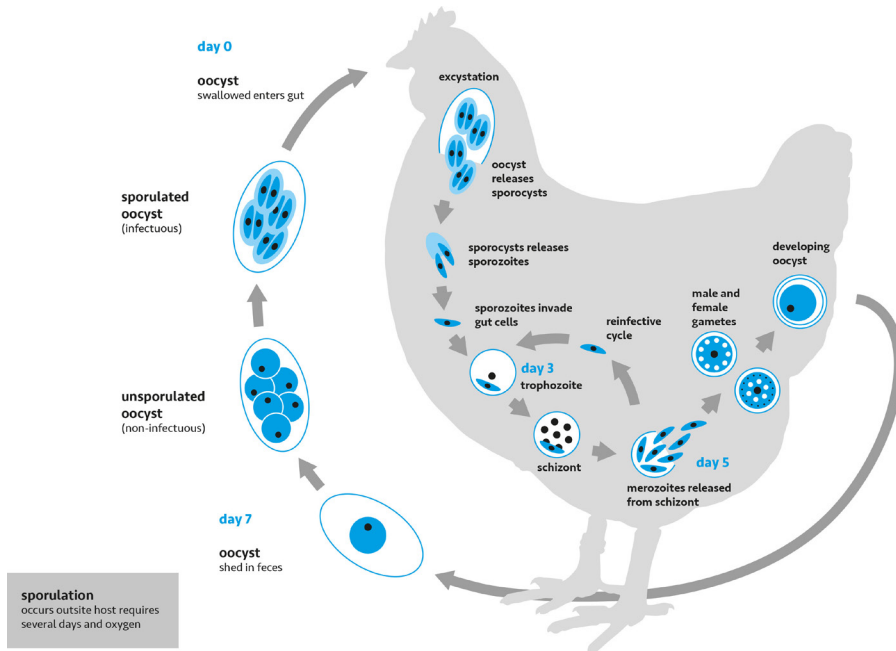 day 0
oocyst
swallowed enters gut
excystation
oocyst
releases
sporocysts
sporulated
oocyst
(infectuous)
sporocysts releases
sporozoites
developing
oocyst
sporozoites invade
gut cells
reinfective
cycle
male and
female
gametes
day 3
trophozoite
unsporulated
oocyst
(non-infectuous)
schizont
day 5
merozoites released
from schizont
day 7
oocyst
shed in feces
sporulation
occurs outsite host requires
several days and oxygen